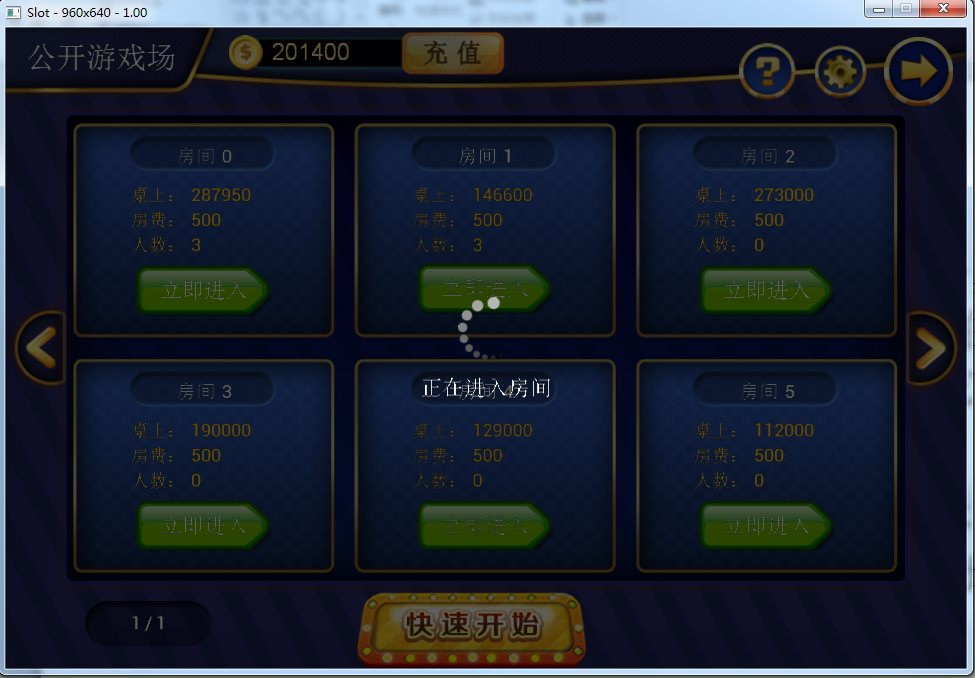 Slot - 960x640 - 1.00
公开游戏场
201400
充值
房间 0
桌上： 287950
房费： 500
人数： 3
立即进入
房间 1
桌上： 146600
房费： 500
人数： 3
立即进入
房间 2
桌上： 273000
房费： 500
人数： 0
立即进入
正在进入房间
房间 3
桌上： 190000
房费： 500
人数： 0
立即进入
房间 4
桌上： 129000
房费： 500
人数： 0
立即进入
房间 5
桌上： 112000
房费： 500
人数： 0
立即进入
1/1
快速开始